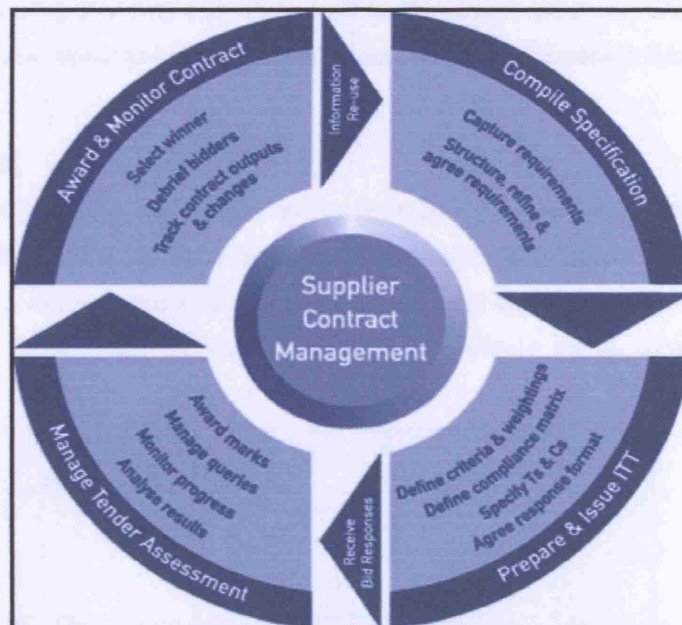 Award & Monitor Contract
Select winner
Debrief bidders
Track contract outputs
& changes
Information
Re-use
Compile Specification
Capture requirements
Structure, refine &
agree requirements
Supplier
Contract
Management
Prepare & Issue ITT
Define criteria & weightings
Define compliance matrix
Specify Ts & Cs
Agree response format
Receive
Bid Responses
Manage Tender Assessment
Award marks
Manage queries
Monitor progress
Analyse results